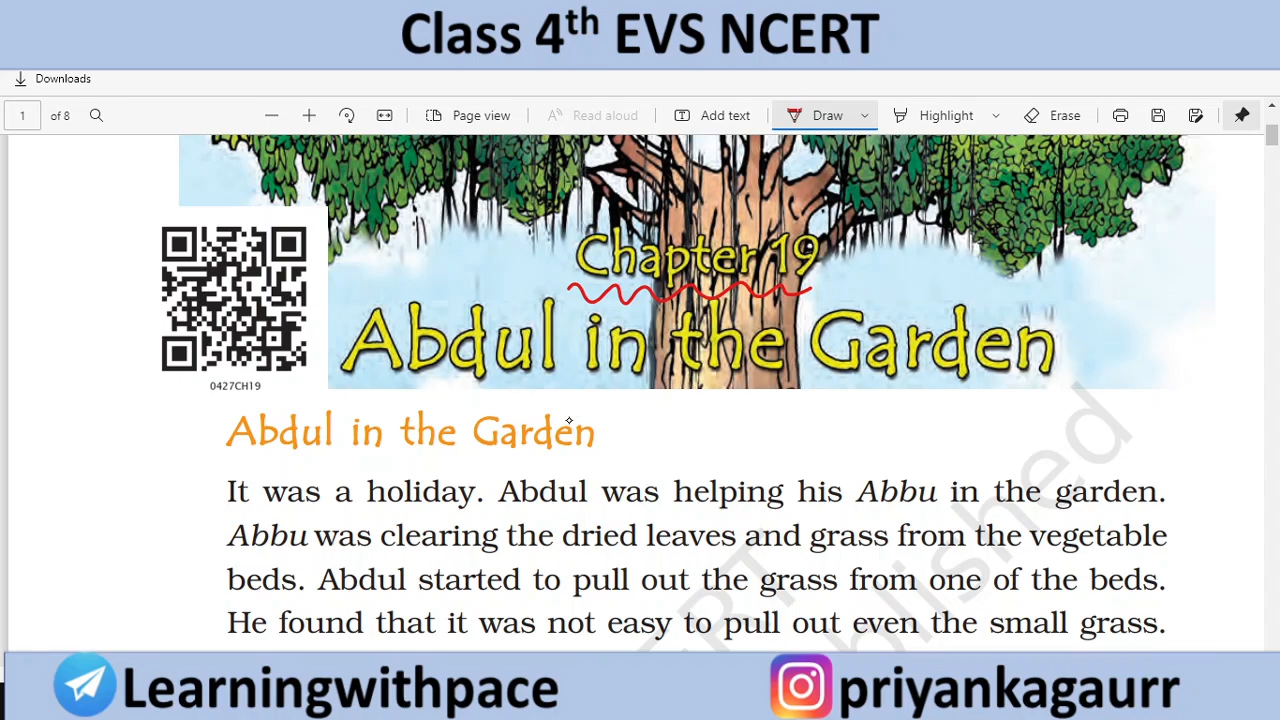 Class 4th EVS NCERT
Downloads
1 of 8 Page view Read aloud Add text Draw Highlight Erase
Chapter 19
Abdul in the Garden
0427CH19
Abdul in the Garden
It was a holiday. Abdul was helping his Abbu in the garden.
Abbu was clearing the dried leaves and grass from the vegetable
beds. Abdul started to pull out the grass from one of the beds.
He found that it was not easy to pull out even the small grass.
Learningwithpace priyankagaurr